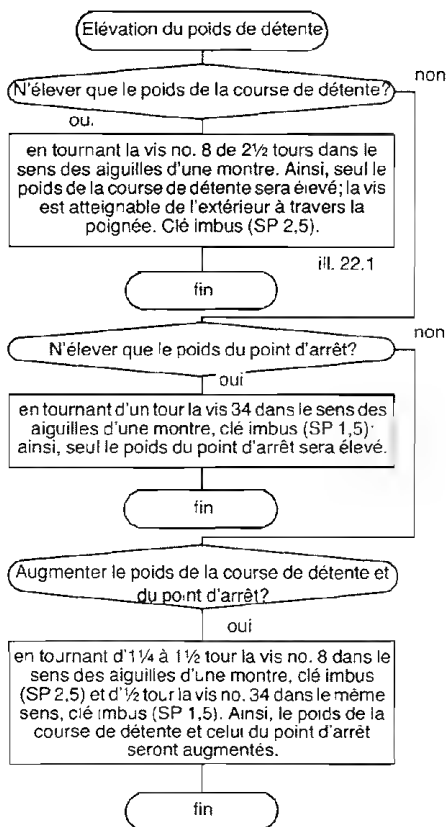 Elévation du poids de détente
non
N'élever que le poids de la course de détente?
ou.
en tournant la vis no. 8 de 2½ tours dans le
sens des aiguilles d'une montre. Ainsi, seul le
poids de la course de détente sera élevé; la vis
est atteignable de l'extérieur à travers la
poignée. Clé imbus (SP 2,5).
ill. 22.1
fin
non
N'élever que le poids du point d'arrêt?
oui
en tournant d'un tour la vis 34 dans le sens des
aiguilles d'une montre, clé imbus (SP 1,5)·
ainsi, seul le poids du point d'arrêt sera élevé.
fin
Augmenter le poids de la course de détente et
du point d'arrêt?
oui
en tournant d'1¼ à 1½ tour la vis no. 8 dans le
sens des aiguilles d'une montre, clé imbus
(SP 2,5) et d'½ tour la vis no. 34 dans le même
sens, clé imbus (SP 1,5). Ainsi, le poids de la
course de détente et celui du point d'arrêt
seront augmentés.
fin